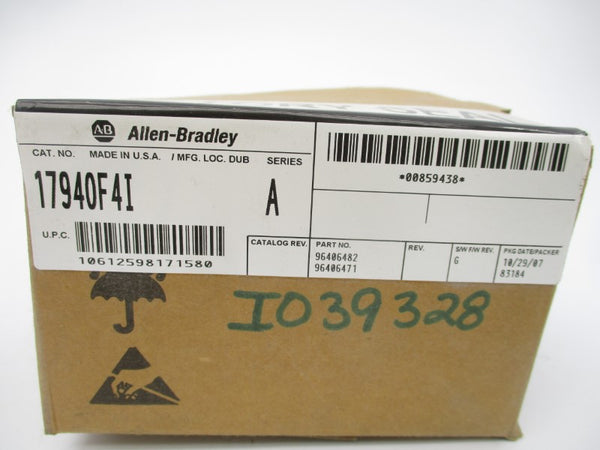 AB Allen-Bradley
CAT. NO. MADE IN U.S.A. / MFG. LOC. DUB SERIES
17940F4I A
U.P.C.
10612598171580
*00859438*
CATALOG REV. PART NO. REV. S/W F/W REV. PKG DATE/PACKER
96406482 G 10/29/07
96406471 83184
IO39328